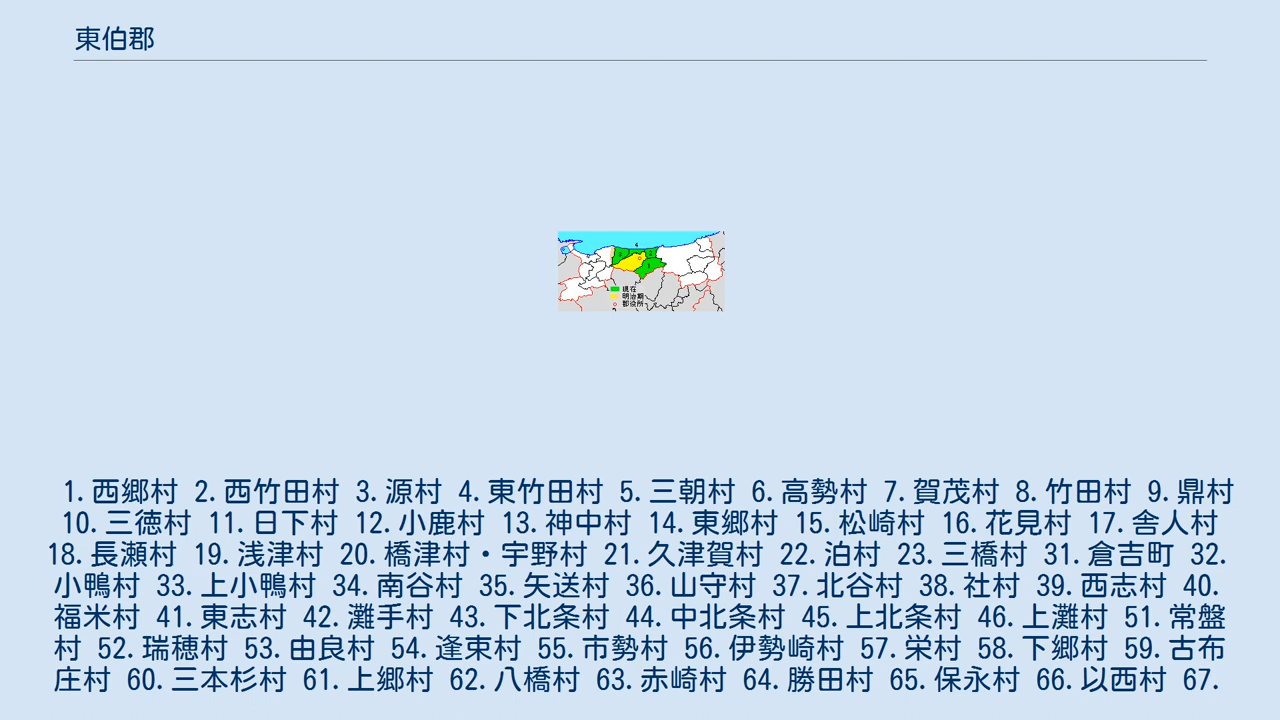 東伯郡
4
3
2
1
現在
明治期
郡役所
1.西郷村 2.西竹田村 3.源村 4.東竹田村 5.三朝村 6.高勢村 7.賀茂村 8.竹田村 9.鼎村
10.三徳村 11.日下村 12.小鹿村 13.神中村 14.東郷村 15.松崎村 16.花見村 17.舎人村
18.長瀬村 19.浅津村 20.橋津村・宇野村 21.久津賀村 22.泊村 23.三橋村 31.倉吉町 32.
小鴨村 33.上小鴨村 34.南谷村 35.矢送村 36.山守村 37.北谷村 38.社村 39.西志村 40.
福米村 41.東志村 42.灘手村 43.下北条村 44.中北条村 45.上北条村 46.上灘村 51.常盤
村 52.瑞穂村 53.由良村 54.逢束村 55.市勢村 56.伊勢崎村 57.栄村 58.下郷村 59.古布
庄村 60.三本杉村 61.上郷村 62.八橋村 63.赤崎村 64.勝田村 65.保永村 66.以西村 67.